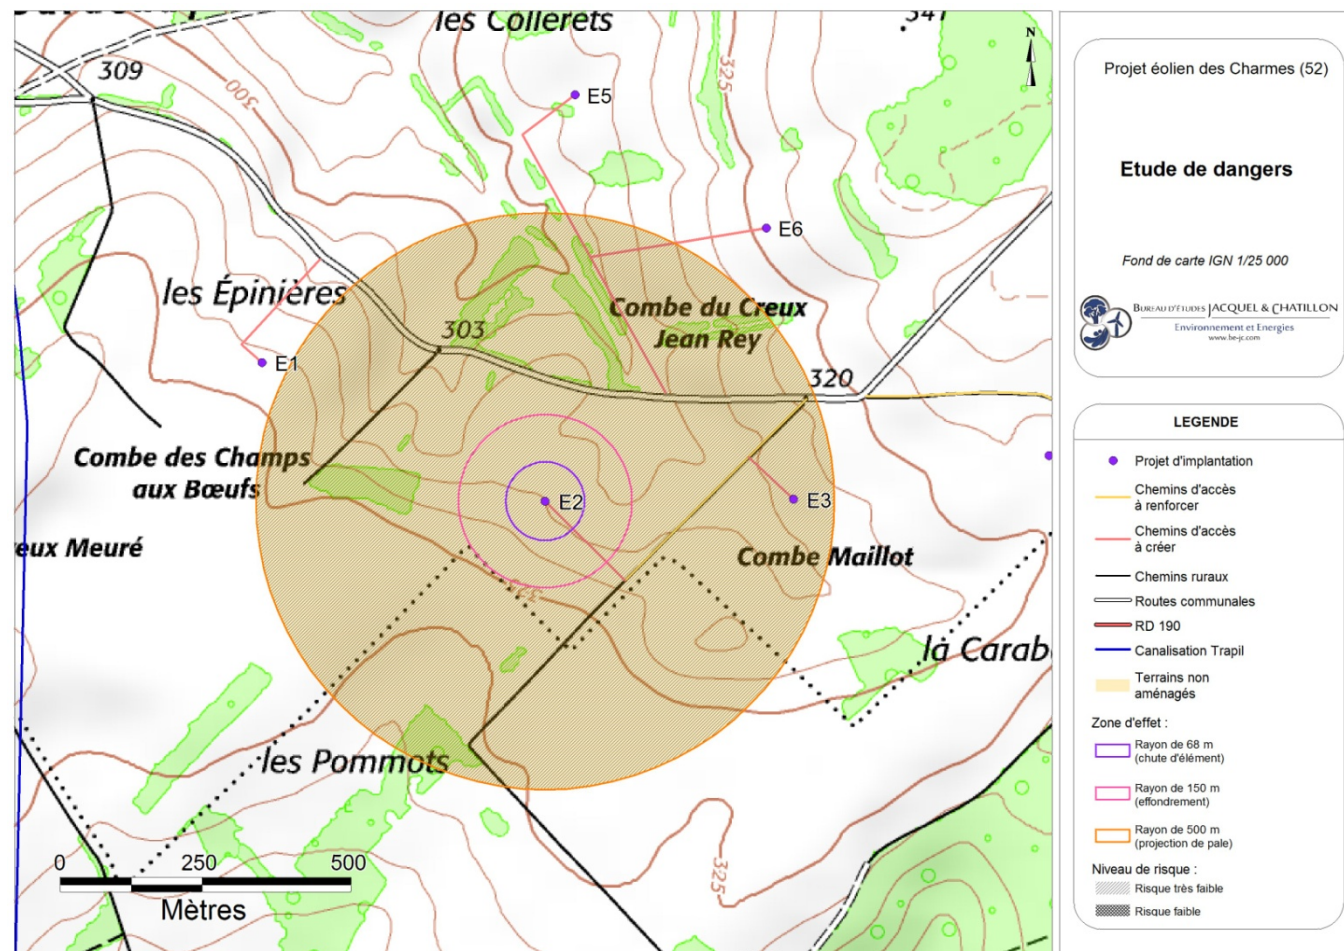 les Collerets
341
309
300
325
E5
E6
les Épinières
Combe du Creux
Jean Rey
303
320
E1
Combe des Champs
aux Bœufs
E2
E3
eux Meuré
Combe Maillot
325
la Carab
les Pommots
325
0 250 500
Mètres
N
Projet éolien des Charmes (52)
Etude de dangers
Fond de carte IGN 1/25 000
BUREAU D'ÉTUDES JACQUEL & CHATILLON
Environnement et Energies
www.be-jc.com
LEGENDE
Projet d'implantation
Chemins d'accès
à renforcer
Chemins d'accès
à créer
Chemins ruraux
Routes communales
RD 190
Canalisation Trapil
Terrains non
aménagés
Zone d'effet :
Rayon de 68 m
(chute d'élément)
Rayon de 150 m
(effondrement)
Rayon de 500 m
(projection de pale)
Niveau de risque :
Risque très faible
Risque faible